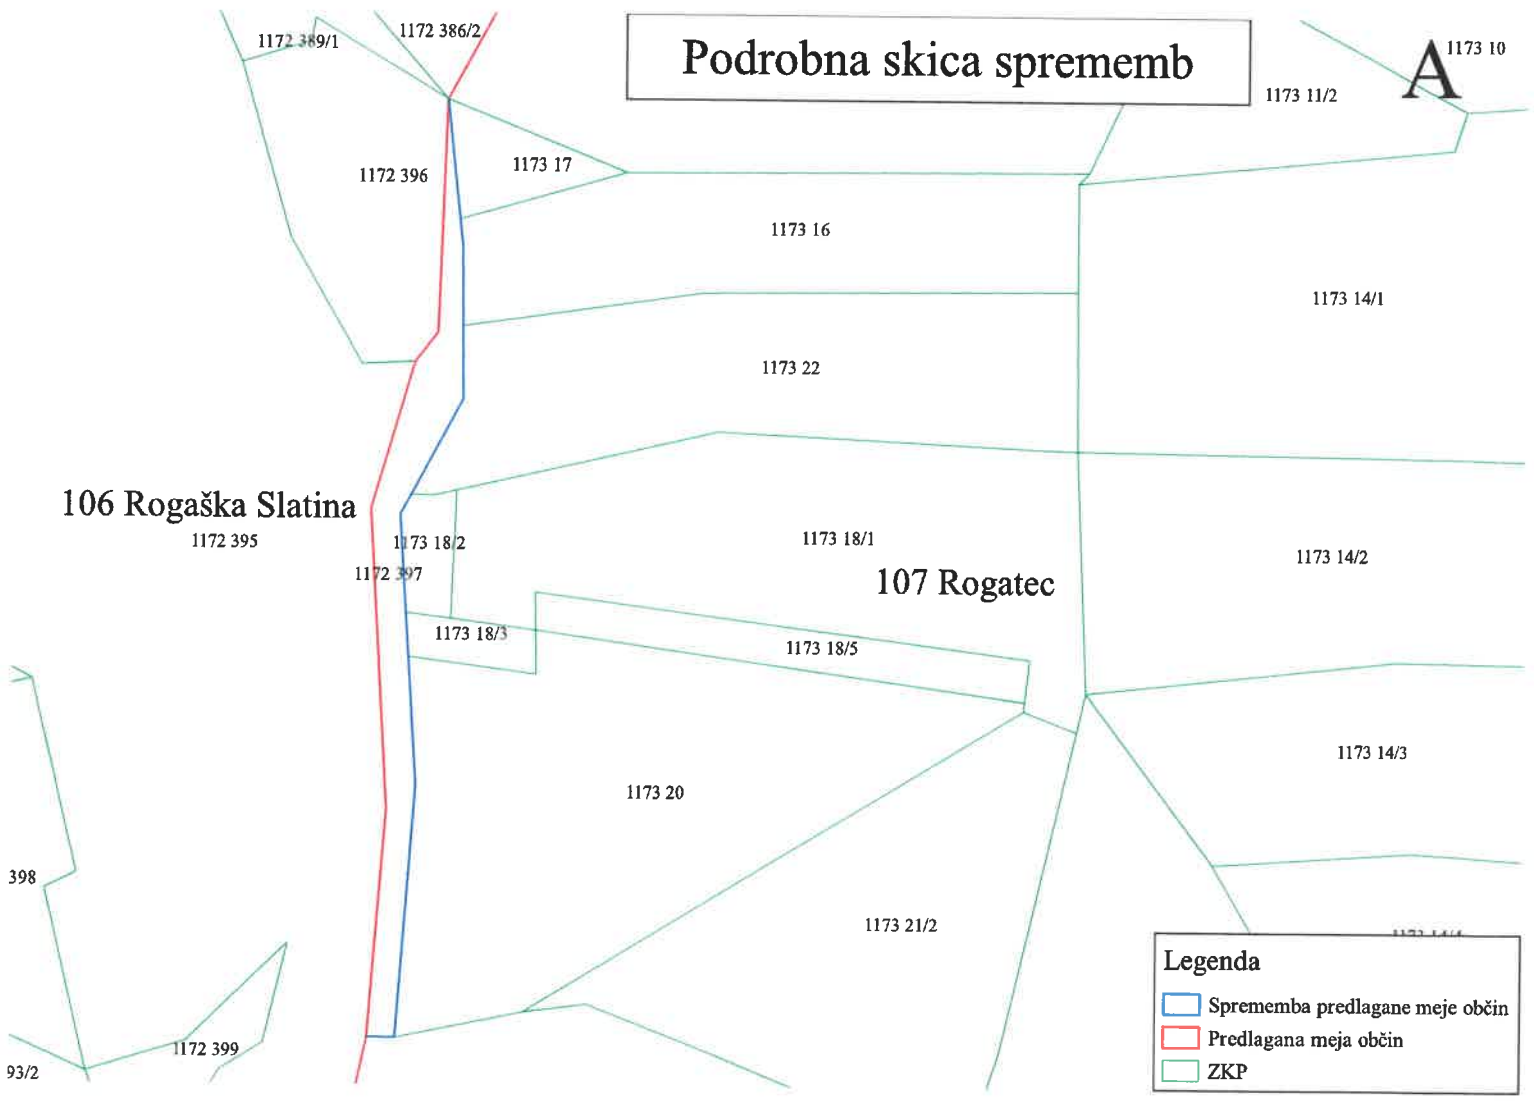 1172 386/2
1172 389/1
Podrobna skica sprememb
A
1173 10
1173 11/2
1172 396
1173 17
1173 16
1173 14/1
1173 22
106 Rogaška Slatina
1172 395
1173 18/2
1172 397
1173 18/1
107 Rogatec
1173 14/2
1173 18/3
1173 18/5
1173 14/3
1173 20
398
1173 21/2
1172 399
93/2
Legenda
Sprememba predlagane meje občin
Predlagana meja občin
ZKP